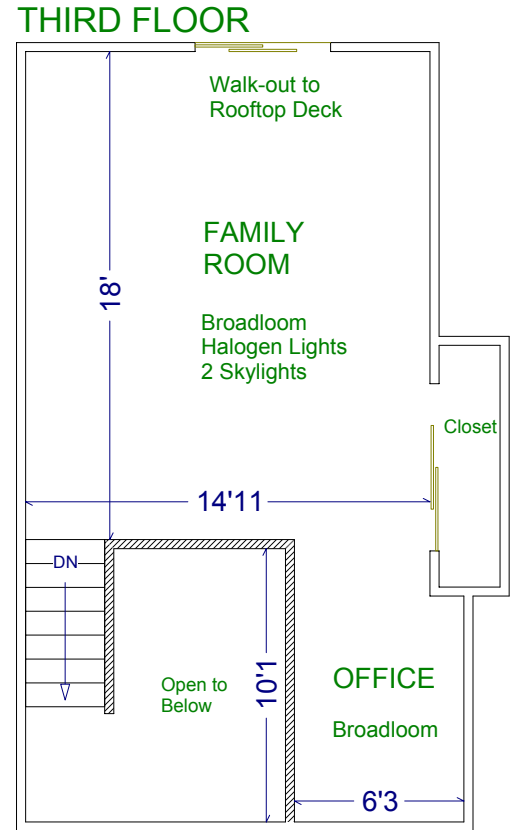 THIRD FLOOR
Walk-out to
Rooftop Deck
FAMILY
ROOM
18'
Broadloom
Halogen Lights
2 Skylights
Closet
14'11
DN
Open to
Below
10'1
OFFICE
Broadloom
6'3